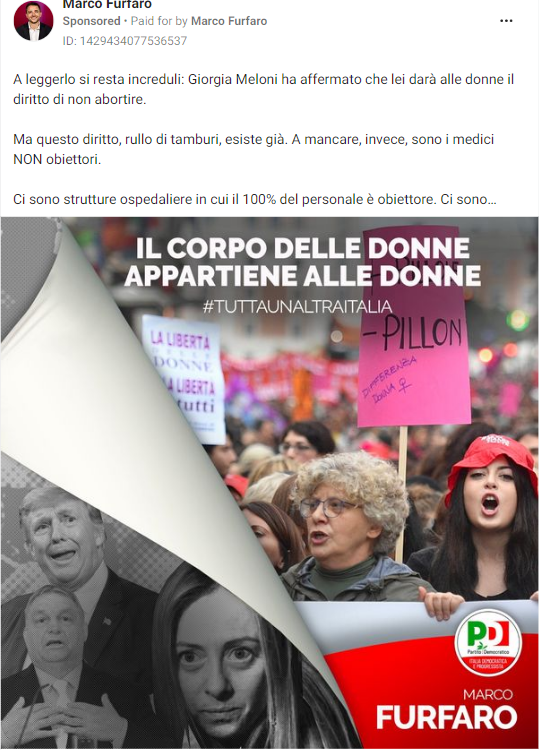 Marco Furfaro
Sponsored • Paid for by Marco Furfaro
ID: 1429434077536537
A leggerlo si resta increduli: Giorgia Meloni ha affermato che lei darà alle donne il
diritto di non abortire.
Ma questo diritto, rullo di tamburi, esiste già. A mancare, invece, sono i medici
NON obiettori.
Ci sono strutture ospedaliere in cui il 100% del personale è obiettore. Ci sono...
IL CORPO DELLE DONNE
APPARTIENE ALLE DONNE
#TUTTAUNALTRAITALIA
- PILLON
DIFFERENZA
DONNA ♀
LA LIBERTÀ
DELLE
DONNE
LA LIBERTÀ
tutti
PD
Partito Democratico
ITALIA DEMOCRATICA
E PROGRESSISTA
MARCO
FURFARO